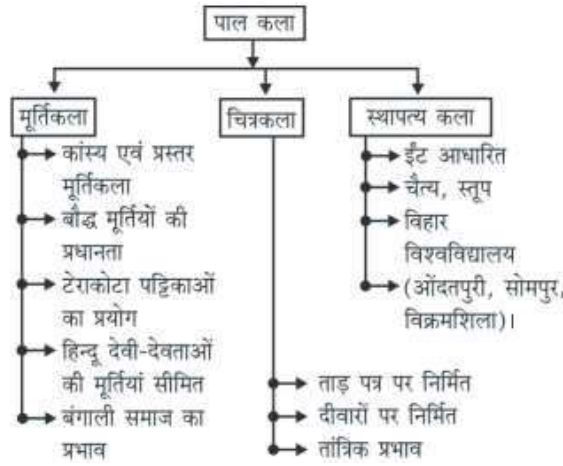 पाल कला
मूर्तिकला
कांस्य एवं प्रस्तर
मूर्तिकला
बौद्ध मूर्तियों की
प्रधानता
टेराकोटा पट्टिकाओं
का प्रयोग
हिन्दू देवी-देवताओं
की मूर्तियां सीमित
बंगाली समाज का
प्रभाव
चित्रकला
ताड़ पत्र पर निर्मित
दीवारों पर निर्मित
तांत्रिक प्रभाव
स्थापत्य कला
ईंट आधारित
चैत्य, स्तूप
विहार
विश्वविद्यालय
(ओंदतपुरी, सोमपुर,
विक्रमशिला)।